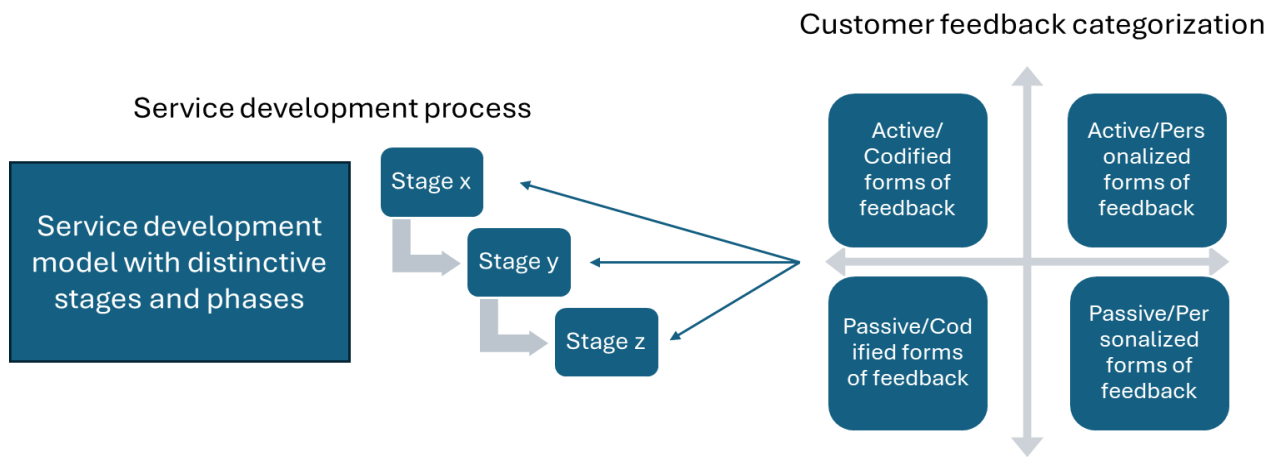 Customer feedback categorization
Service development process
Service development
model with distinctive
stages and phases
Stage x
Stage y
Stage z
Active/
Codified
forms of
feedback
Active/Pers
onalized
forms of
feedback
Passive/Cod
ified forms
of feedback
Passive/Per
sonalized
forms of
feedback